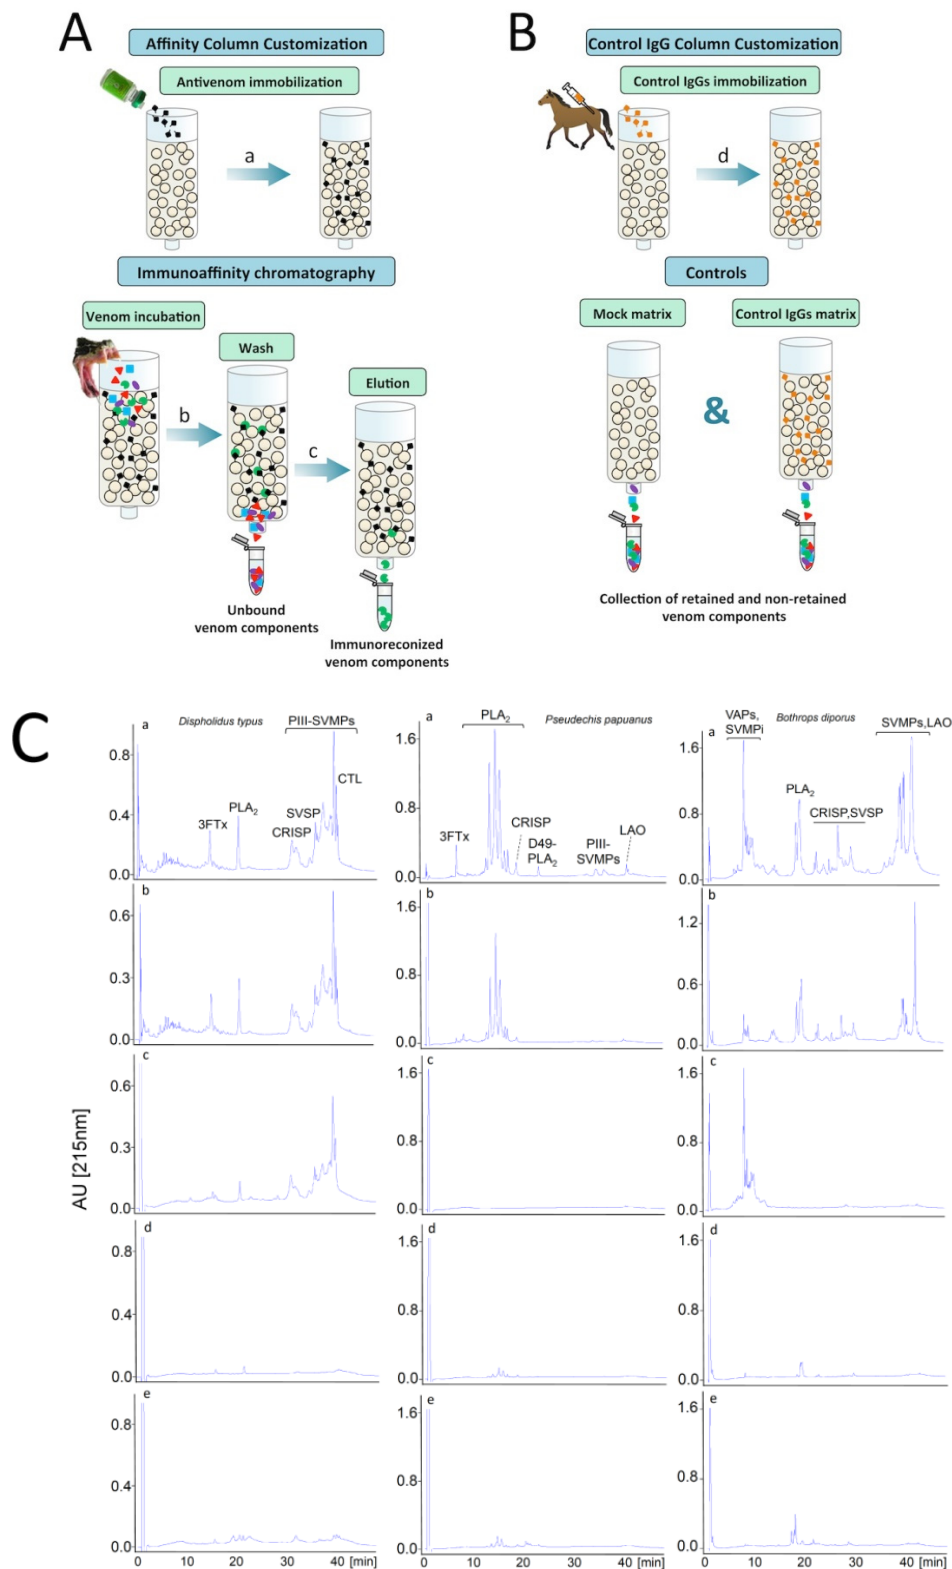 A
Affinity Column Customization
Antivenom immobilization
a
Immunoaffinity chromatography
Venom incubation
Wash
Elution
b
c
Unbound
venom components
Immunoreconized
venom components
B
Control IgG Column Customization
Control IgGs immobilization
d
Controls
Mock matrix
Control IgGs matrix
&
Collection of retained and non-retained
venom components
C
AU [215nm]
a
Dispholidus typus
PIII-SVMPs
CTL
SVSP
PLA2
3FTx
CRISP
0.8
0.4
0.0
b
0.6
0.3
0.0
c
0.6
0.3
0.0
d
0.8
0.4
0.0
e
0.8
0.4
0.0
0 10 20 30 40 [min]
a
PLA2
Pseudechis papuanus
1.6
0.8
0.0
3FTx
CRISP
D49-
PLA2
PIII-
SVMPs
LAO
b
1.6
0.8
0.0
c
1.6
0.8
0.0
d
1.6
0.8
0.0
e
1.6
0.8
0.0
0 10 20 30 40 [min]
VAPs,
SVMPi
a
Bothrops diporus
SVMPs,LAO
PLA2
CRISP,SVSP
1.6
0.8
0.0
b
1.2
0.6
0.0
c
1.6
0.8
0.0
d
1.6
0.8
0.0
e
1.6
0.8
0.0
0 10 20 30 40 [min]